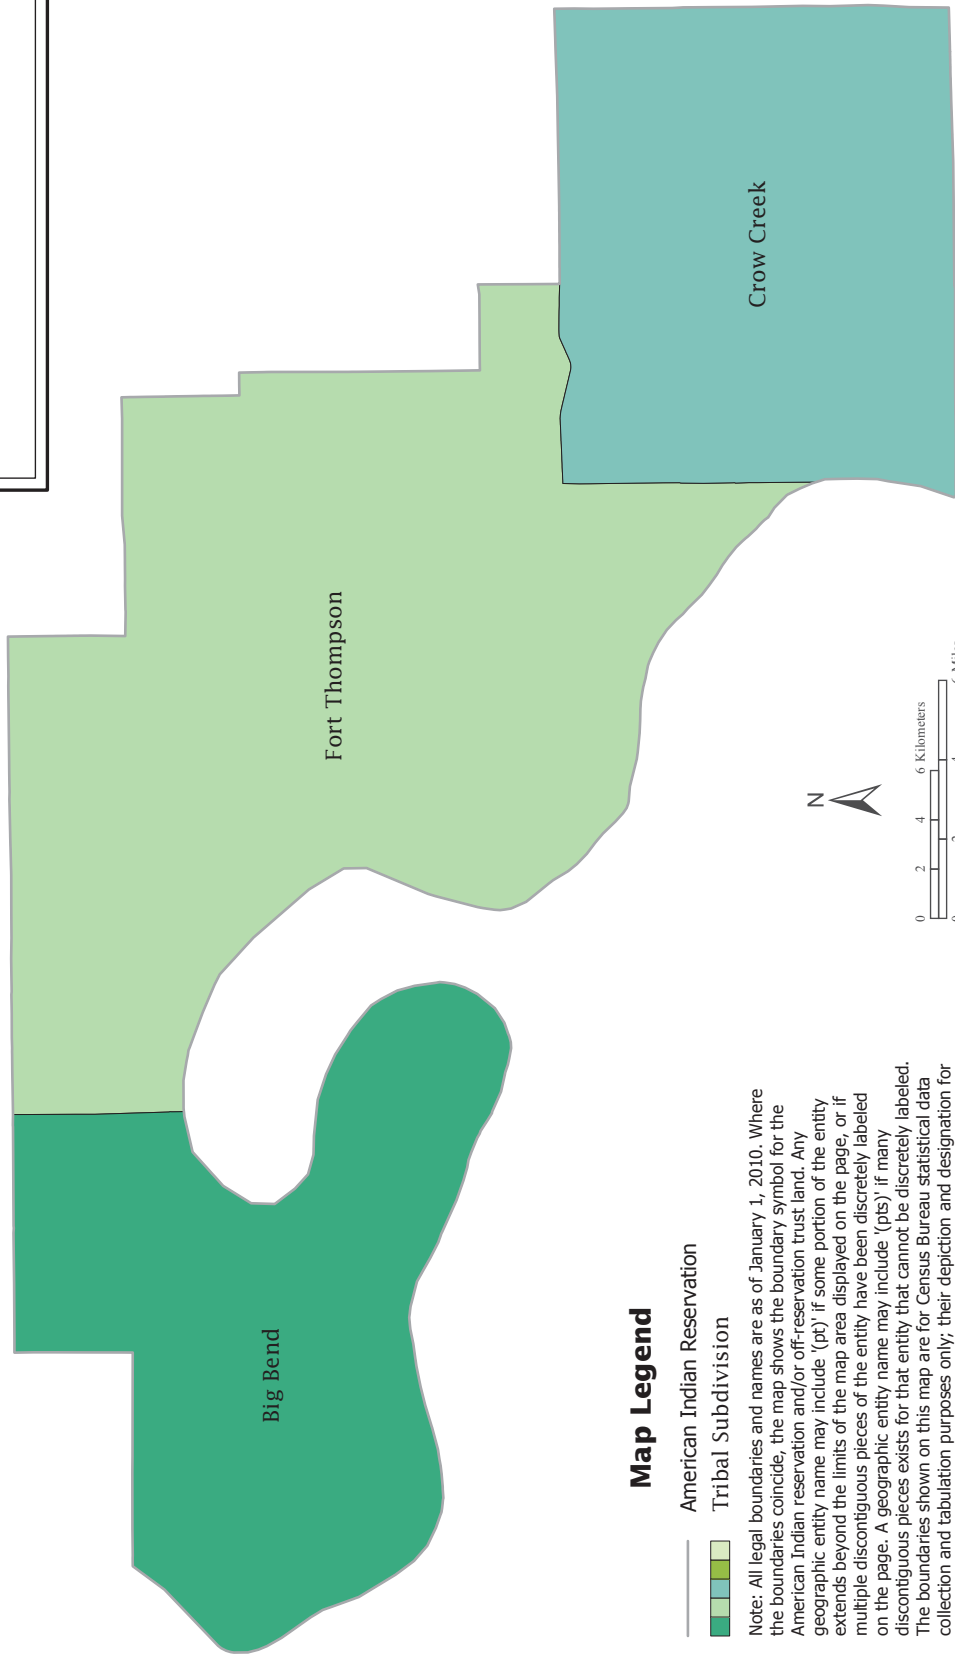 Big Bend
Fort Thompson
Crow Creek
Map Legend
American Indian Reservation
Tribal Subdivision
Note: All legal boundaries and names are as of January 1, 2010. Where
the boundaries coincide, the map shows the boundary symbol for the
American Indian reservation and/or off-reservation trust land. Any
geographic entity name may include '(pt)' if some portion of the entity
extends beyond the limits of the map area displayed on the page, or if
multiple discontiguous pieces of the entity have been discretely labeled
on the page. A geographic entity name may include '(pts)' if many
discontiguous pieces exists for that entity that cannot be discretely labeled.
The boundaries shown on this map are for Census Bureau statistical data
collection and tabulation purposes only; their depiction and designation for
N
0 2 4 6 Kilometers